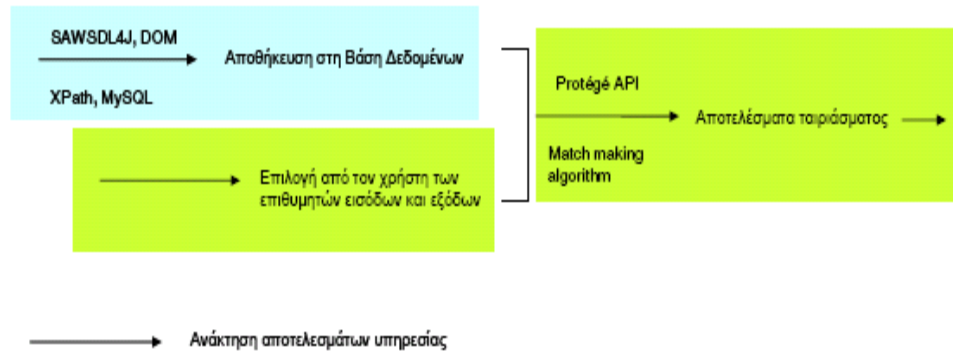 SAWSDL4J, DOM
Αποθήκευση στη Βάση Δεδομένων
XPath, MySQL
Επιλογή από τον χρήστη των
επιθυμητών εισόδων και εξόδων
Protégé API
Αποτελέσματα ταιριάσματος
Match making
algorithm
Ανάκτηση αποτελεσμάτων υπηρεσίας